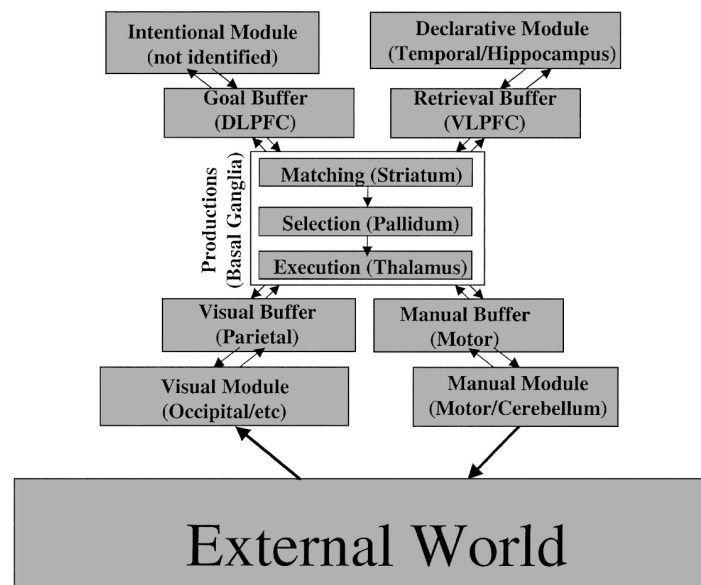 Intentional Module
(not identified)
Declarative Module
(Temporal/Hippocampus)
Goal Buffer
(DLPFC)
Retrieval Buffer
(VLPFC)
Productions
(Basal Ganglia)
Matching (Striatum)
Selection (Pallidum)
Execution (Thalamus)
Visual Buffer
(Parietal)
Manual Buffer
(Motor)
Visual Module
(Occipital/etc)
Manual Module
(Motor/Cerebellum)
External World